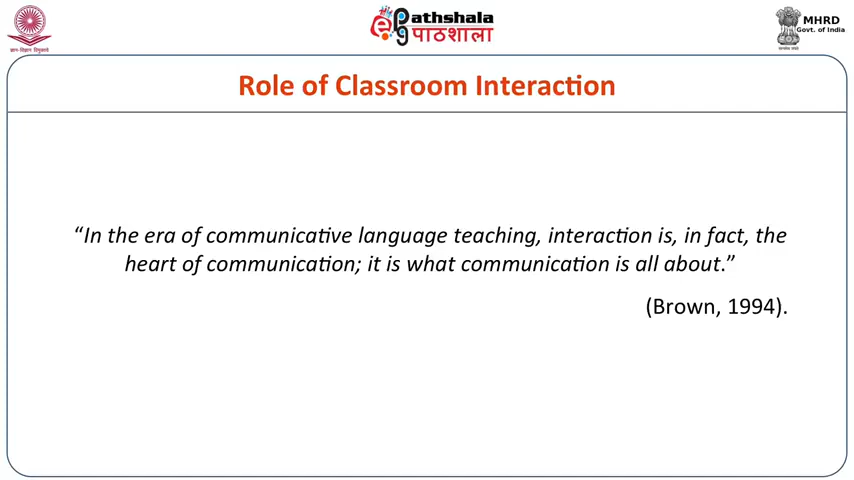 ePathshala
पाठशाला
MHRD
Govt. of India
Role of Classroom Interaction
“In the era of communicative language teaching, interaction is, in fact, the
heart of communication; it is what communication is all about.”
(Brown, 1994).